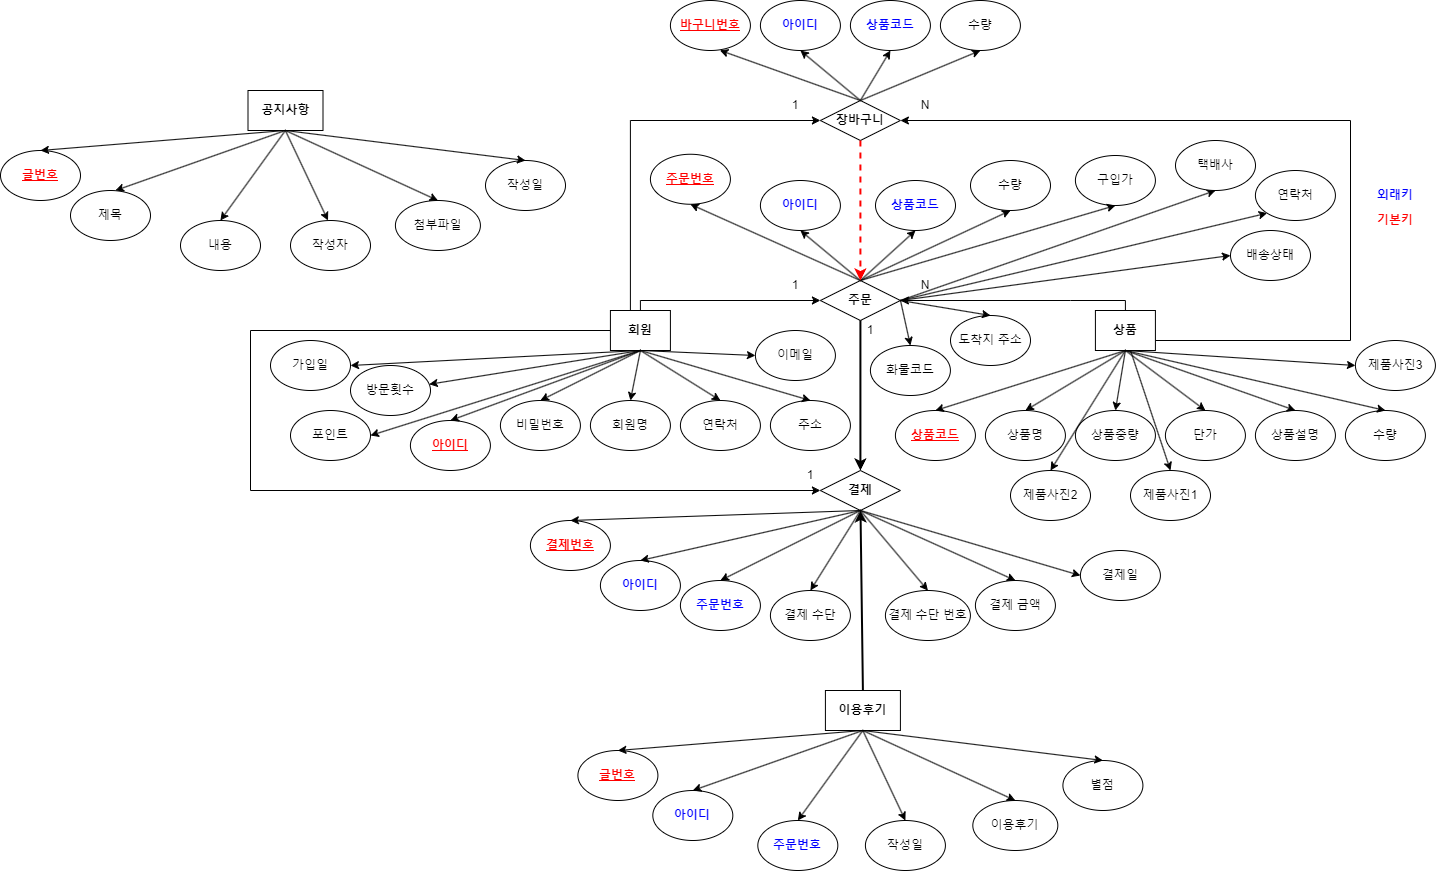 바구니번호
아이디
상품코드
수량
공지사항
1
N
장바구니
글번호
제목
내용
작성자
첨부파일
작성일
주문번호
아이디
상품코드
수량
구입가
택배사
연락처
배송상태
외래키
기본키
1
N
주문
1
회원
상품
화물코드
도착지 주소
가입일
방문횟수
포인트
아이디
비밀번호
회원명
연락처
주소
이메일
상품코드
상품명
상품중량
단가
상품설명
수량
제품사진3
제품사진2
제품사진1
1
결제
결제번호
아이디
주문번호
결제 수단
결제 수단 번호
결제 금액
결제일
이용후기
글번호
아이디
주문번호
작성일
이용후기
별점